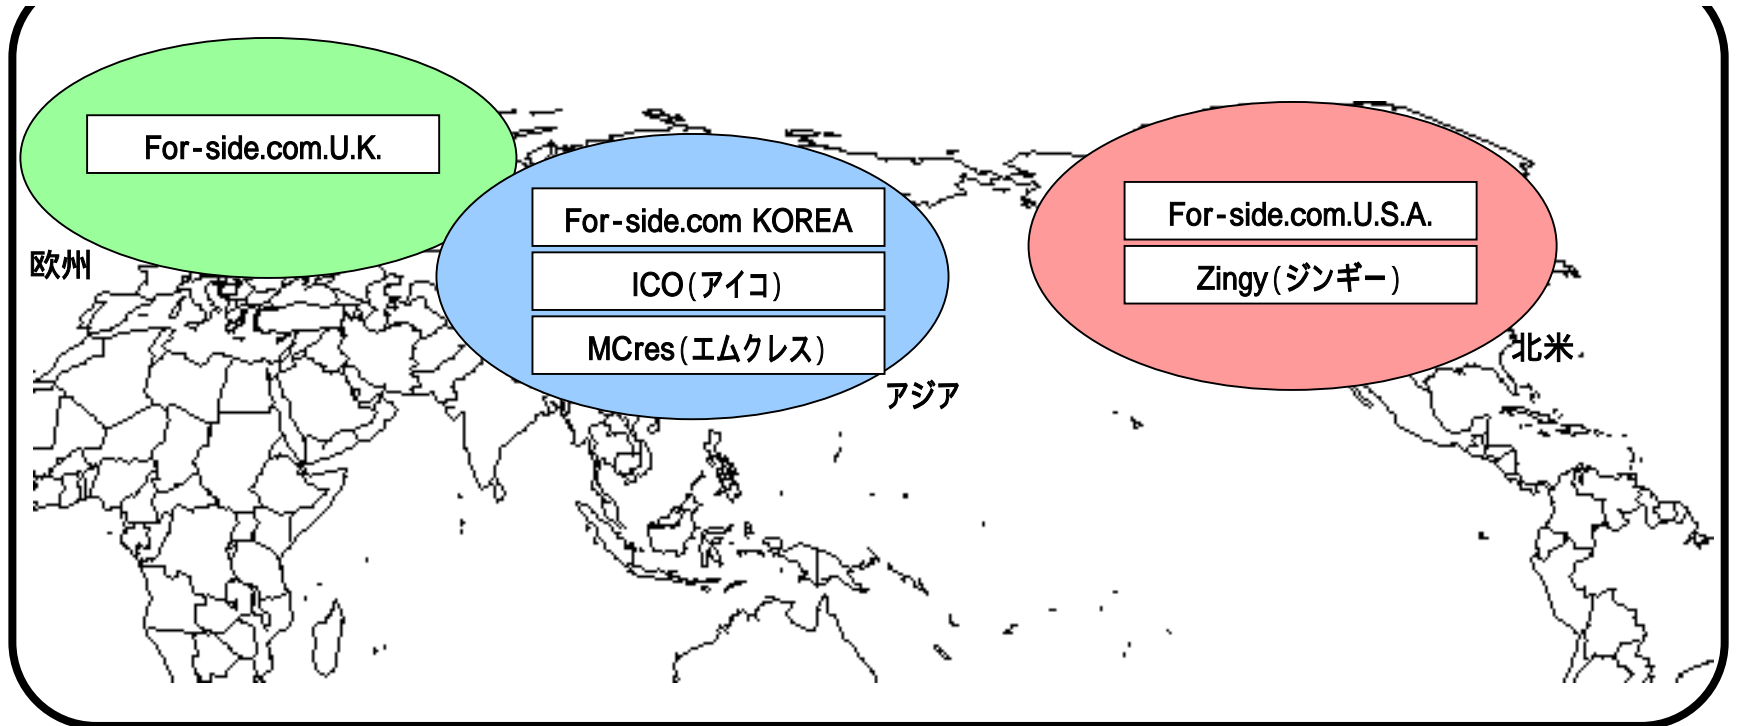 For-side.com.U.K.
欧州
For-side.com KOREA
ICO(アイコ)
MCres(エムクレス)
アジア
For-side.com.U.S.A.
Zingy(ジンギー)
北米